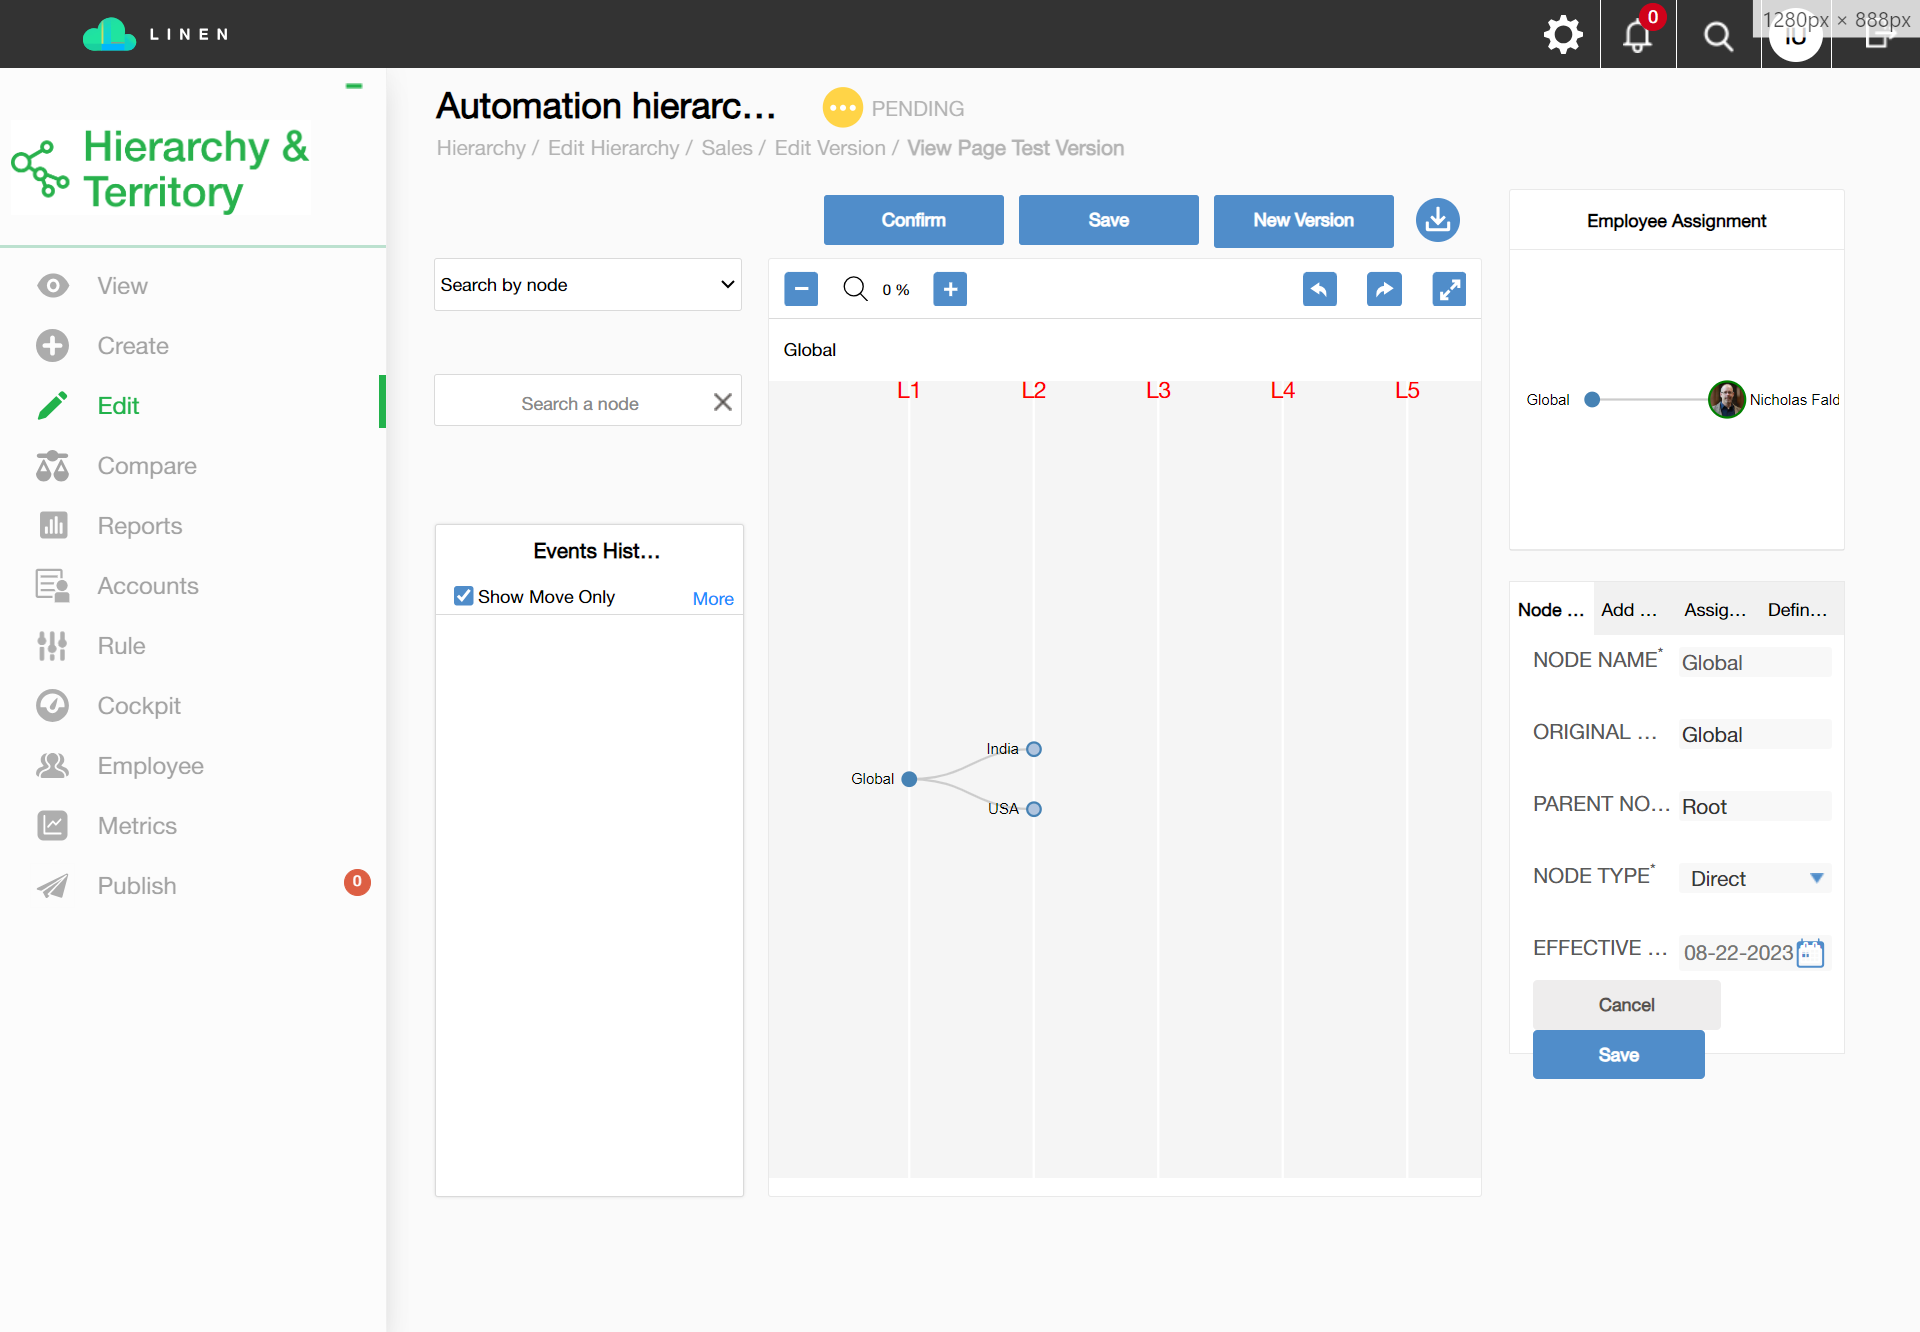 LINEN
0
1280px × 888px
IU
Hierarchy &
Territory
View
Create
Edit
Compare
Reports
Accounts
Rule
Cockpit
Employee
Metrics
Publish
0
Automation hierarc...
PENDING
Hierarchy / Edit Hierarchy / Sales / Edit Version / View Page Test Version
Confirm
Save
New Version
Search by node
Search a node
Events Hist...
Show Move Only
More
0 %
Global
L1
L2
L3
L4
L5
India
Global
USA
Employee Assignment
Global
Nicholas Fald
Node ...
Add ...
Assig...
Defin...
NODE NAME*
Global
ORIGINAL ...
Global
PARENT NO...
Root
NODE TYPE*
Direct
EFFECTIVE ...
08-22-2023
Cancel
Save